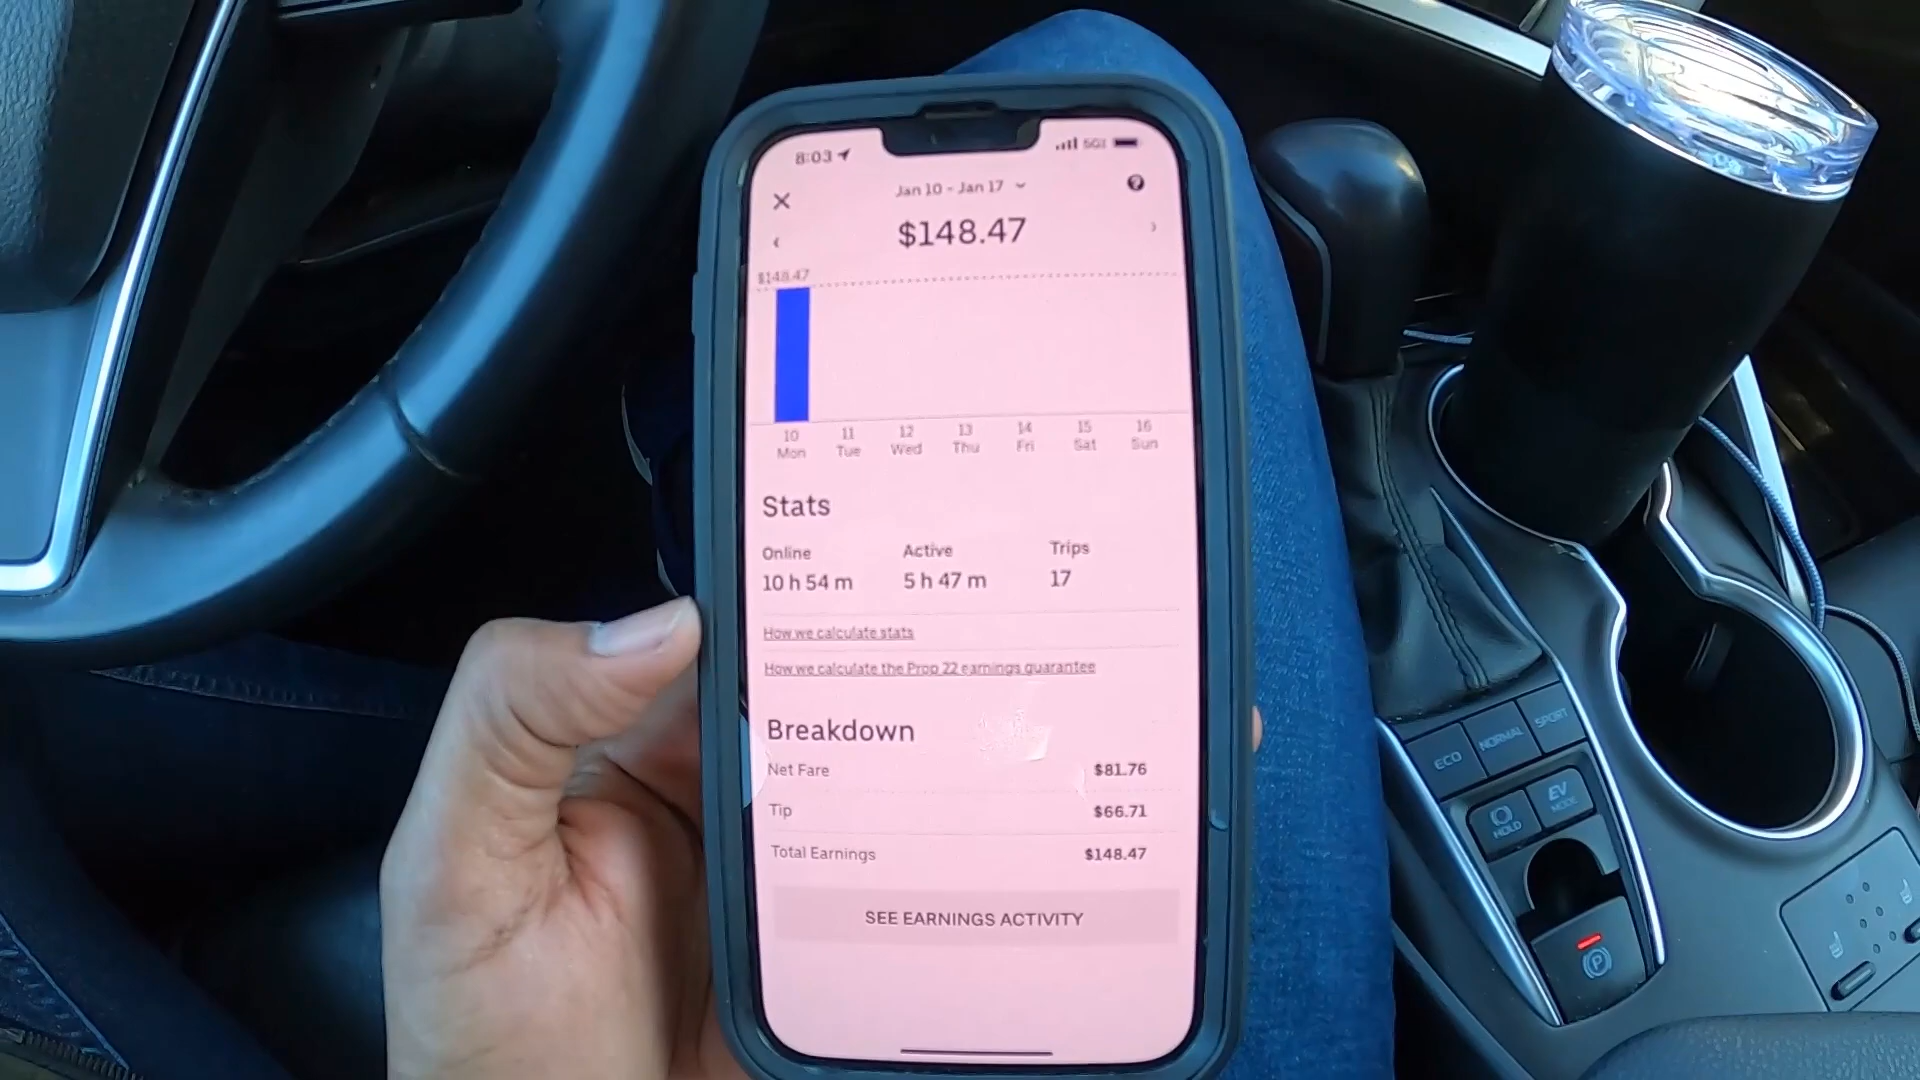 8:03
5G
Jan 10 - Jan 17
$148.47
$148.47
10 11 12 13 14 15 16
Mon Tue Wed Thu Fri Sat Sun
Stats
Online Active Trips
10 h 54 m 5 h 47 m 17
How we calculate stats
How we calculate the Prop 22 earnings guarantee
Breakdown
Net Fare $81.76
Tip $66.71
Total Earnings $148.47
SEE EARNINGS ACTIVITY
ECO NORMAL SPORT
HOLD EV MODE
P